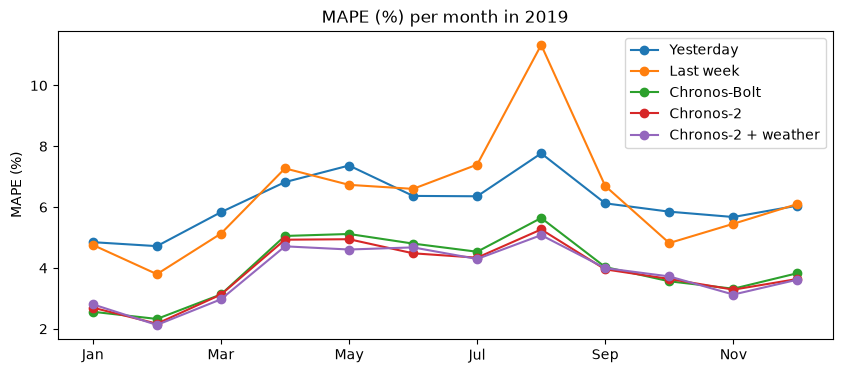 MAPE (%) per month in 2019
MAPE (%)
10
8
6
4
2
Jan
Mar
May
Jul
Sep
Nov
Yesterday
Last week
Chronos-Bolt
Chronos-2
Chronos-2 + weather